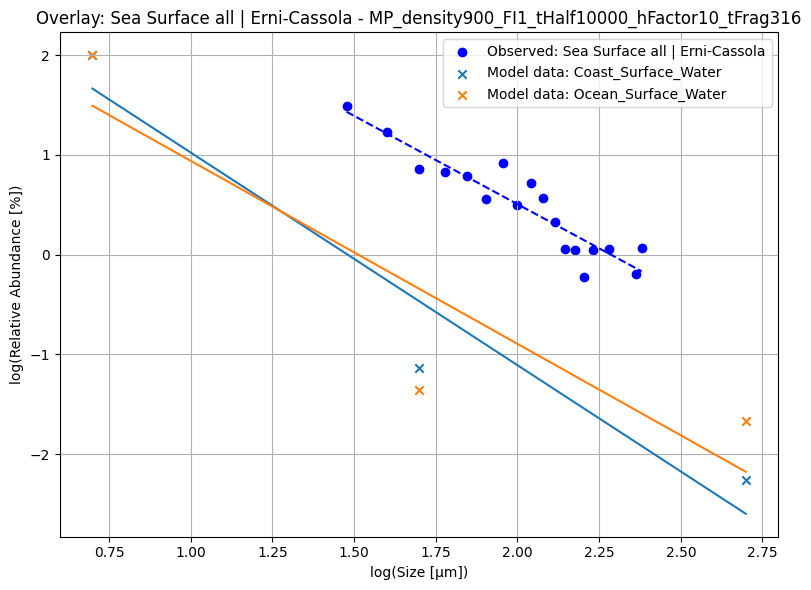 Overlay: Sea Surface all | Erni-Cassola - MP_density900_FI1_tHalf10000_hFactor10_tFrag316
Observed: Sea Surface all | Erni-Cassola
Model data: Coast_Surface_Water
Model data: Ocean_Surface_Water
log(Relative Abundance [%])
2
1
0
−1
−2
0.75 1.00 1.25 1.50 1.75 2.00 2.25 2.50 2.75
log(Size [µm])